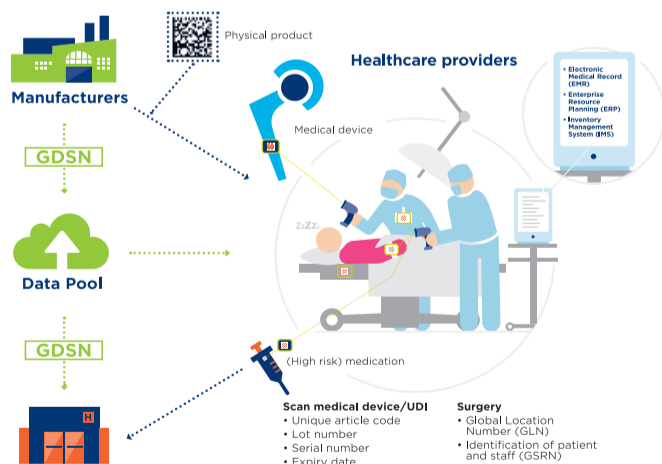 Physical product
Healthcare providers
• Electronic
Medical Record
(EMR)
• Enterprise
Resource
Planning (ERP)
• Inventory
Management
System (IMS)
Manufacturers
Medical device
GDSN
ZzZZz
Data Pool
GDSN
(High risk) medication
H
Scan medical device/UDI
• Unique article code
• Lot number
• Serial number
• Expiry date
Surgery
• Global Location
Number (GLN)
• Identification of patient
and staff (GSRN)